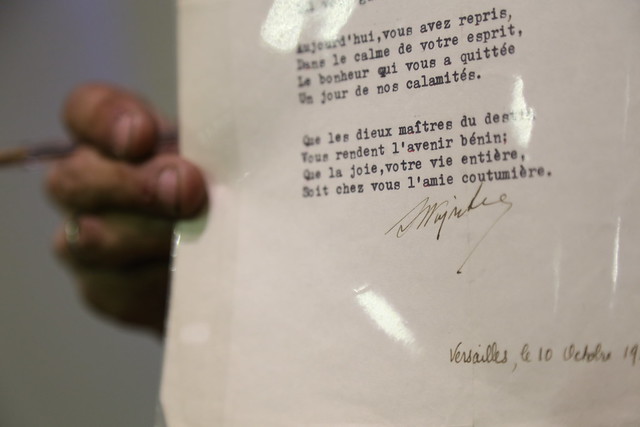 Aujourd'hui,vous avez repris,
Dans le calme de votre esprit,
Le bonheur qui vous a quittée
Un jour de nos calamités.
Que les dieux maîtres du
Vous rendent l'avenir bénin;
Que la joie,votre vie entière,
Soit chez vous l'amie coutumière.
Versailles, le 10 Octobre 19